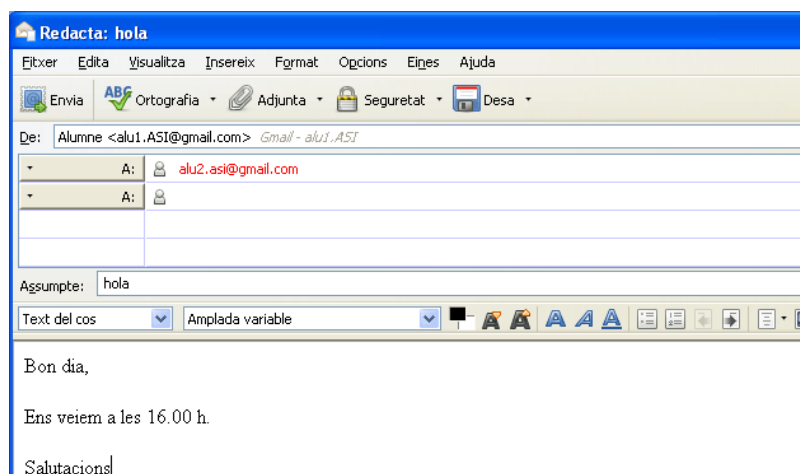 Redacta: hola
Fitxer Edita Visualitza Insereix Format Opcions Eines Ajuda
Envia ABC Ortografia Adjunta Seguretat Desa
De: Alumne <alu1.ASI@gmail.com> Gmail - alu1.ASI
A: alu2.asi@gmail.com
A:
Assumpte: hola
Text del cos Amplada variable A A A A A
Bon dia,
Ens veiem a les 16.00 h.
Salutacions